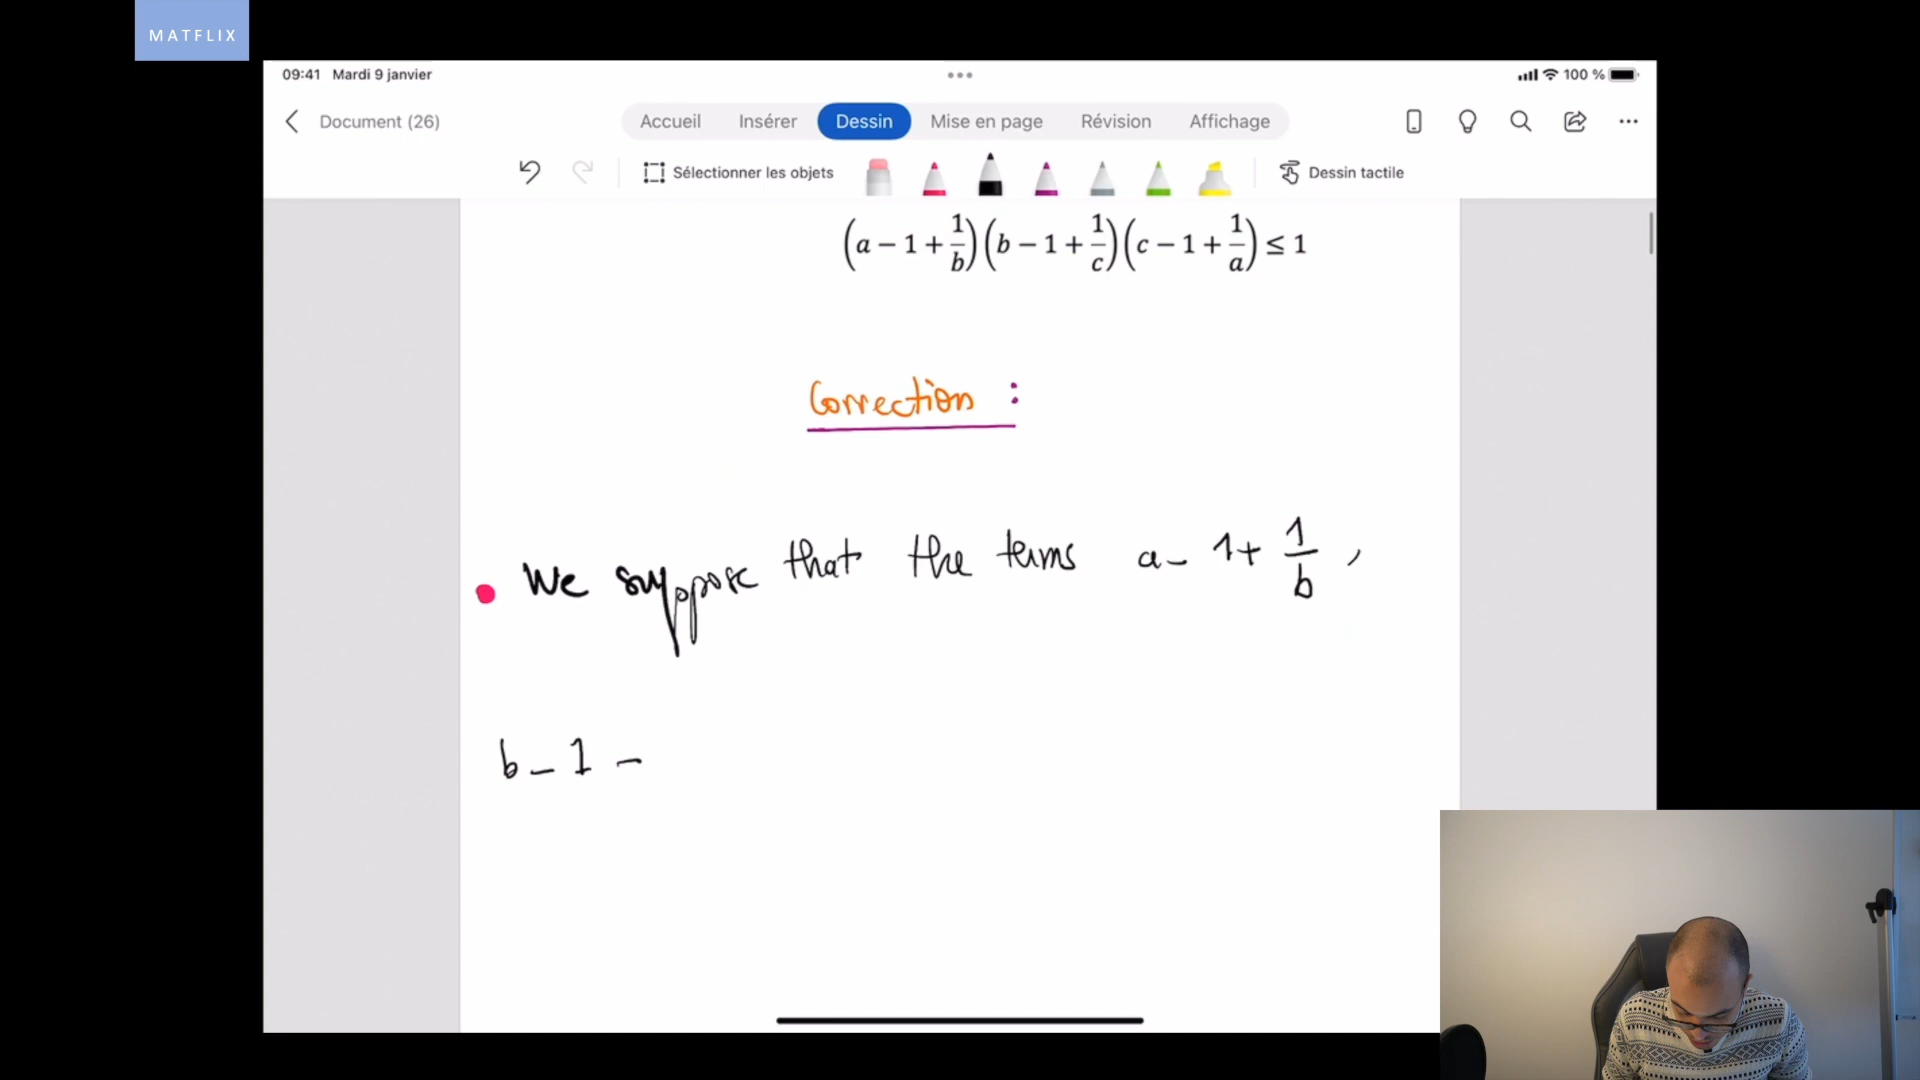 MATFLIX
09:41 Mardi 9 janvier
100 %
Document (26)
Accueil Insérer Dessin Mise en page Révision Affichage
Sélectionner les objets
Dessin tactile
(a − 1 + 1/b)(b − 1 + 1/c)(c − 1 + 1/a) ≤ 1
Correction :
• We suppose that the terms a - 1 + 1/b ,
b - 1 -